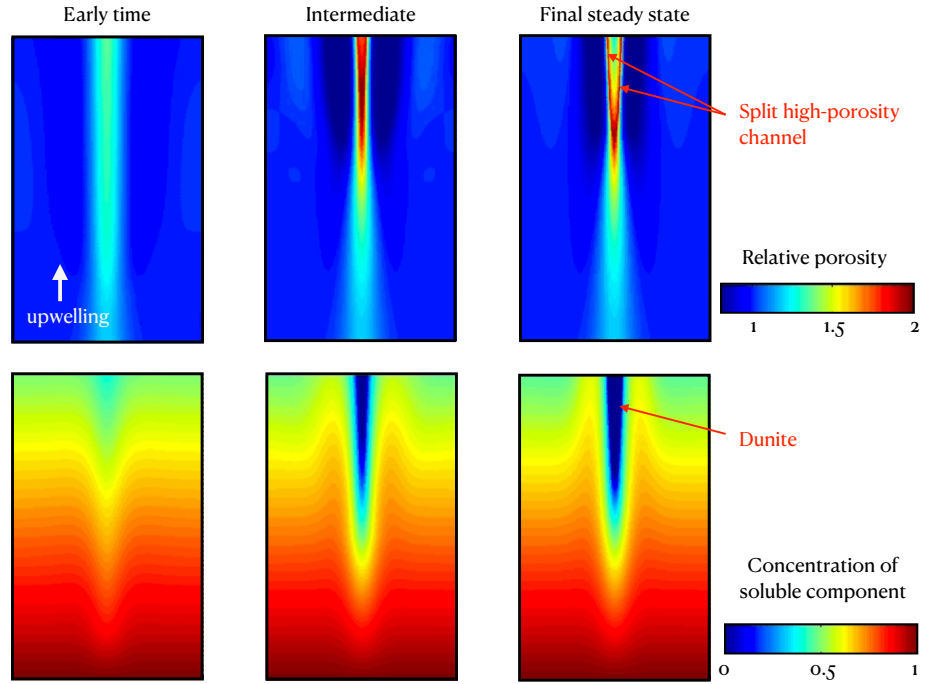 Early time
Intermediate
Final steady state
Split high-porosity
channel
upwelling
Relative porosity
1
1.5
2
Dunite
Concentration of
soluble component
0
0.5
1